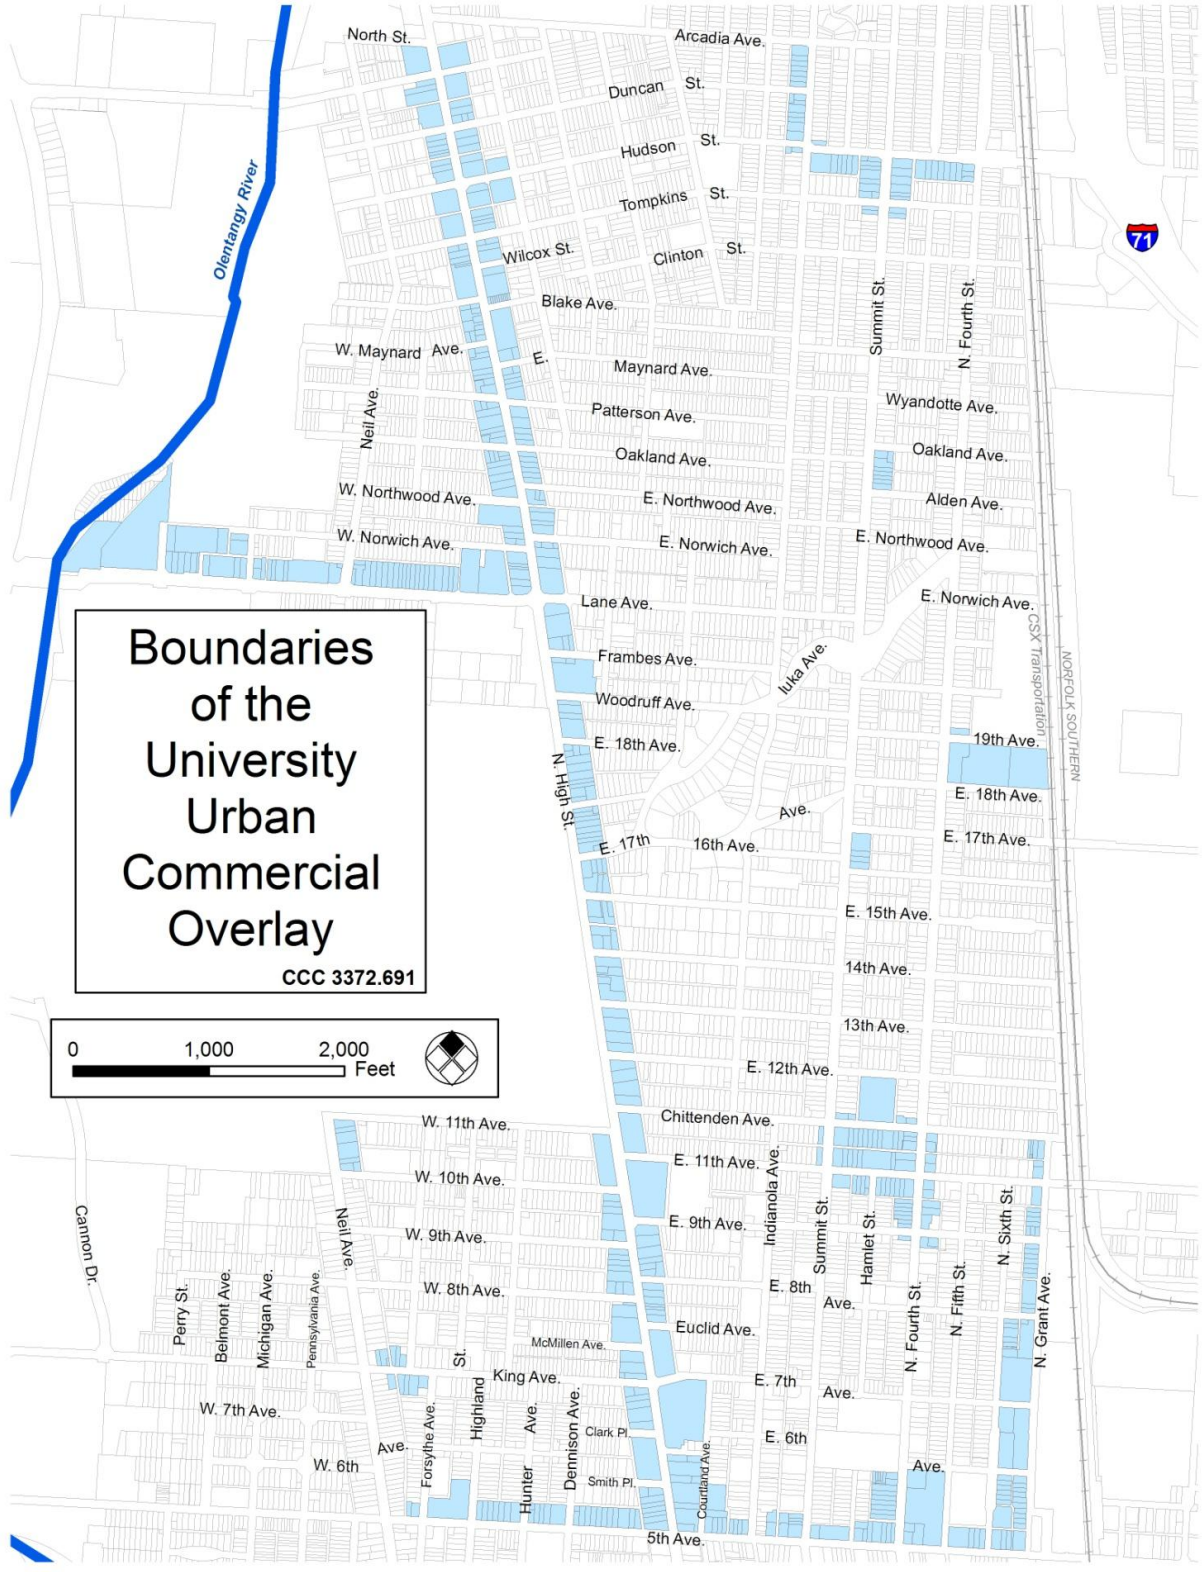 North St.
Arcadia Ave.
Duncan St.
Hudson St.
Tompkins St.
Olentangy River
Wilcox St.
Clinton St.
71
Blake Ave.
Summit St.
N. Fourth St.
W. Maynard Ave.
E. Maynard Ave.
Neil Ave.
Patterson Ave.
Wyandotte Ave.
Oakland Ave.
Oakland Ave.
W. Northwood Ave.
E. Northwood Ave.
Alden Ave.
W. Norwich Ave.
E. Norwich Ave.
E. Northwood Ave.
Lane Ave.
E. Norwich Ave.
CSX Transportation
NORFOLK SOUTHERN
Boundaries
of the
University
Urban
Commercial
Overlay
CCC 3372.691
Frambes Ave.
Iuka Ave.
Woodruff Ave.
E. 18th Ave.
19th Ave.
N. High St.
E. 18th Ave.
Ave.
E. 17th
16th Ave.
E. 17th Ave.
E. 15th Ave.
14th Ave.
13th Ave.
0 1,000 2,000
Feet
E. 12th Ave.
W. 11th Ave.
Chittenden Ave.
E. 11th Ave.
W. 10th Ave.
Indianola Ave.
Summit St.
Hamlet St.
N. Sixth St.
Cannon Dr.
Neil Ave.
W. 9th Ave.
E. 9th Ave.
W. 8th Ave.
E. 8th
Ave.
Perry St.
Belmont Ave.
Michigan Ave.
Pennsylvania Ave.
N. Fourth St.
N. Fifth St.
N. Grant Ave.
Euclid Ave.
McMillen Ave.
King Ave.
E. 7th
Ave.
W. 7th Ave.
Forsythe Ave.
Highland St.
Hunter Ave.
Dennison Ave.
Clark Pl.
E. 6th
Ave.
W. 6th
Ave.
Smith Pl.
Courtland Ave.
5th Ave.